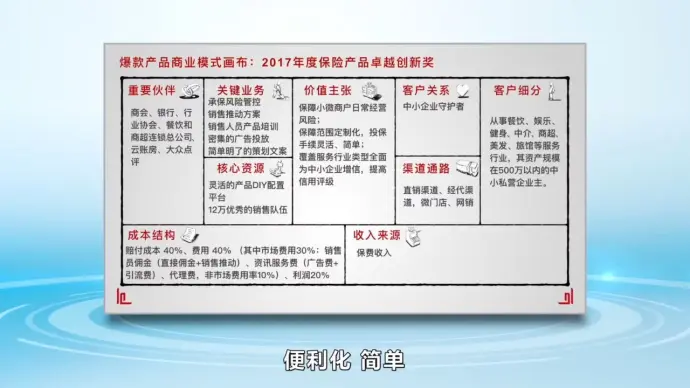 爆款产品商业模式画布：2017年度保险产品卓越创新奖
重要伙伴
商会、银行、行
业协会、餐饮和
商超连锁总公司、
云账房、大众点
评
关键业务
承保风险管控
销售推动方案
销售人员产品培训
密集的广告投放
简单明了的策划文案
核心资源
灵活的产品DIY配置
平台
12万优秀的销售队伍
价值主张
保障小微商户日常经营
风险；
保障范围定制化，投保
手续灵活、简单；
覆盖服务行业类型全面
为中小企业增信，提高
信用评级
客户关系
中小企业守护者
渠道通路
直销渠道、经代渠
道，微门店、网销
客户细分
从事餐饮、娱乐、
健身、中介、商超、
美发、旅馆等服务
行业，其资产规模
在500万以内的中
小私营企业主。
成本结构
赔付成本 40%、费用 40% （其中市场费用30%：销售
员佣金（直接佣金+销售推动）、资讯服务费（广告费+
引流费）、代理费，非市场费用率10%）、利润20%
收入来源
保费收入
便利化 简单